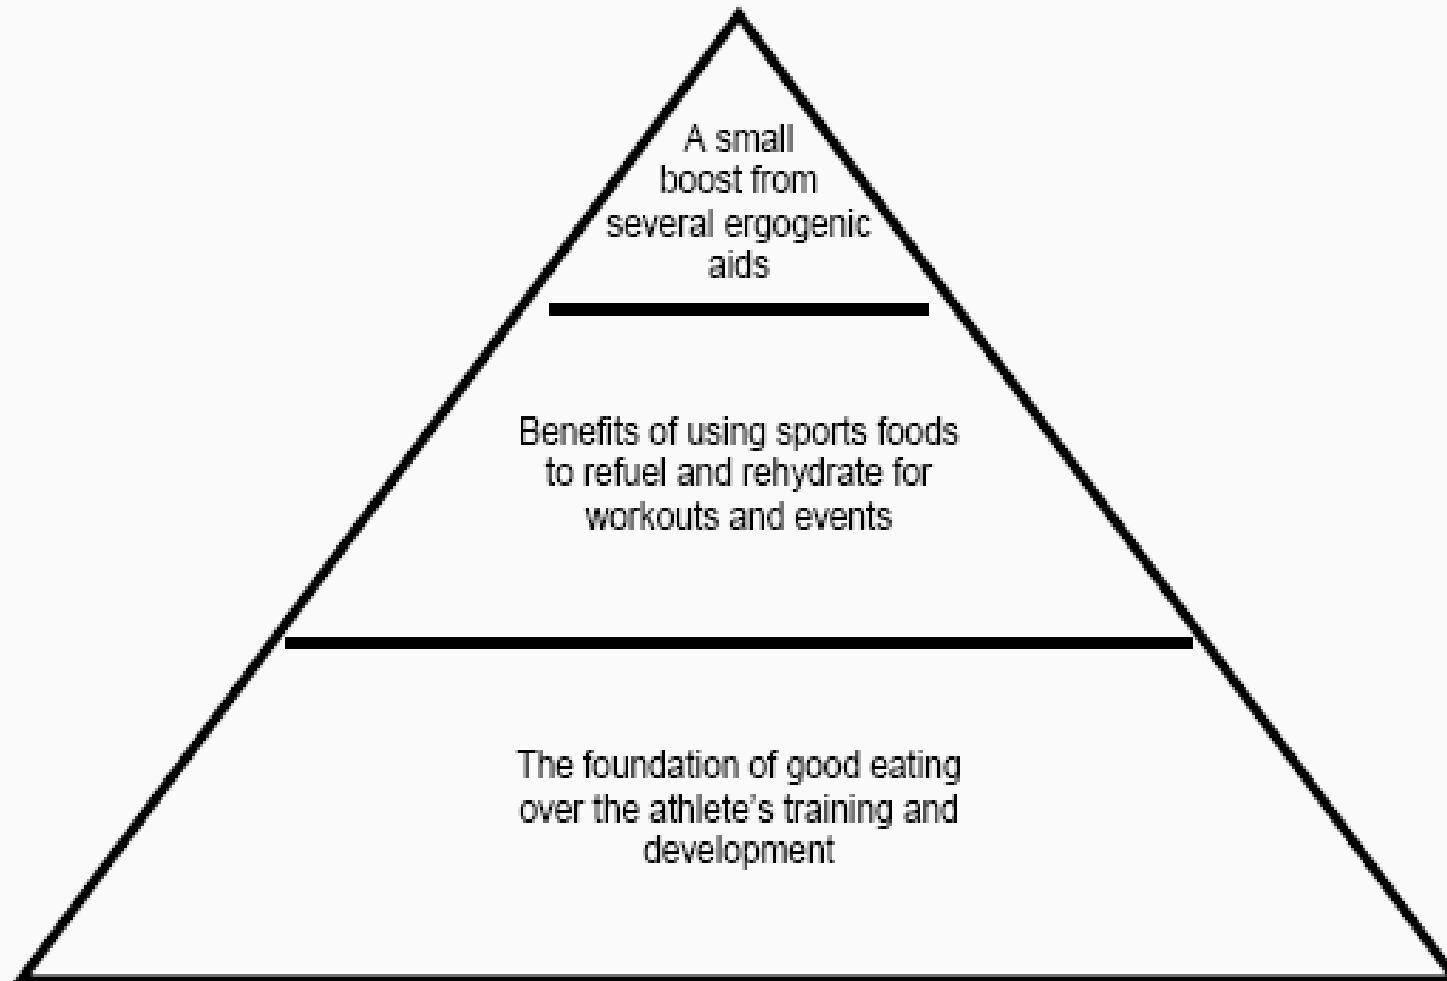 A small
boost from
several ergogenic
aids
Benefits of using sports foods
to refuel and rehydrate for
workouts and events
The foundation of good eating
over the athlete’s training and
development